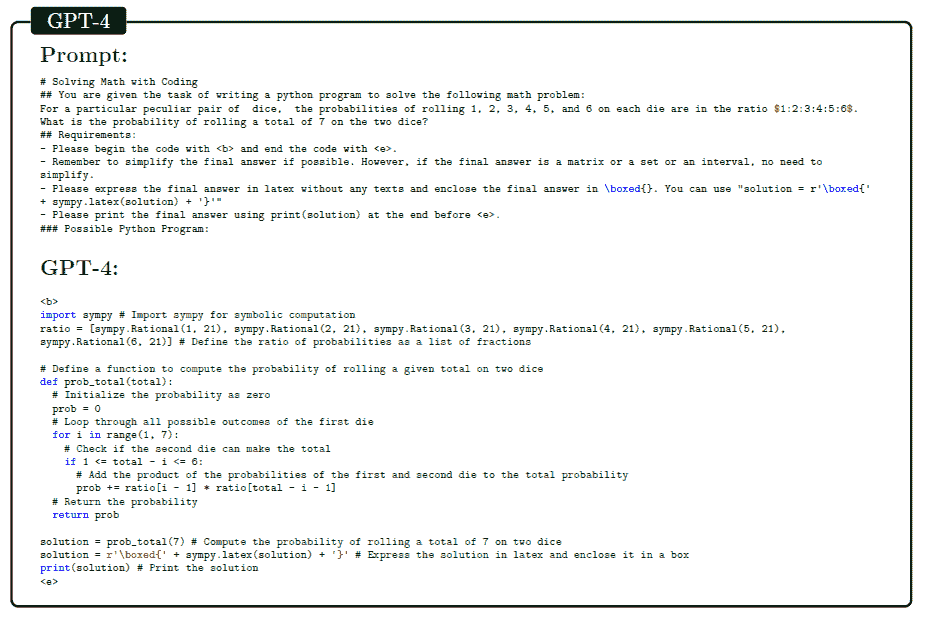 GPT-4
Prompt:
# Solving Math with Coding
## You are given the task of writing a python program to solve the following math problem:
For a particular peculiar pair of dice, the probabilities of rolling 1, 2, 3, 4, 5, and 6 on each die are in the ratio $1:2:3:4:5:6$.
What is the probability of rolling a total of 7 on the two dice?
## Requirements:
- Please begin the code with <b> and end the code with <e>.
- Remember to simplify the final answer if possible. However, if the final answer is a matrix or a set or an interval, no need to
simplify.
- Please express the final answer in latex without any texts and enclose the final answer in \boxed{}. You can use "solution = r'\boxed{'
+ sympy.latex(solution) + '}'"
- Please print the final answer using print(solution) at the end before <e>.
### Possible Python Program:
GPT-4:
<b>
import sympy # Import sympy for symbolic computation
ratio = [sympy.Rational(1, 21), sympy.Rational(2, 21), sympy.Rational(3, 21), sympy.Rational(4, 21), sympy.Rational(5, 21),
sympy.Rational(6, 21)] # Define the ratio of probabilities as a list of fractions
# Define a function to compute the probability of rolling a given total on two dice
def prob_total(total):
# Initialize the probability as zero
prob = 0
# Loop through all possible outcomes of the first die
for i in range(1, 7):
# Check if the second die can make the total
if 1 <= total - i <= 6:
# Add the product of the probabilities of the first and second die to the total probability
prob += ratio[i - 1] * ratio[total - i - 1]
# Return the probability
return prob
solution = prob_total(7) # Compute the probability of rolling a total of 7 on two dice
solution = r'\boxed{' + sympy.latex(solution) + '}' # Express the solution in latex and enclose it in a box
print(solution) # Print the solution
<e>